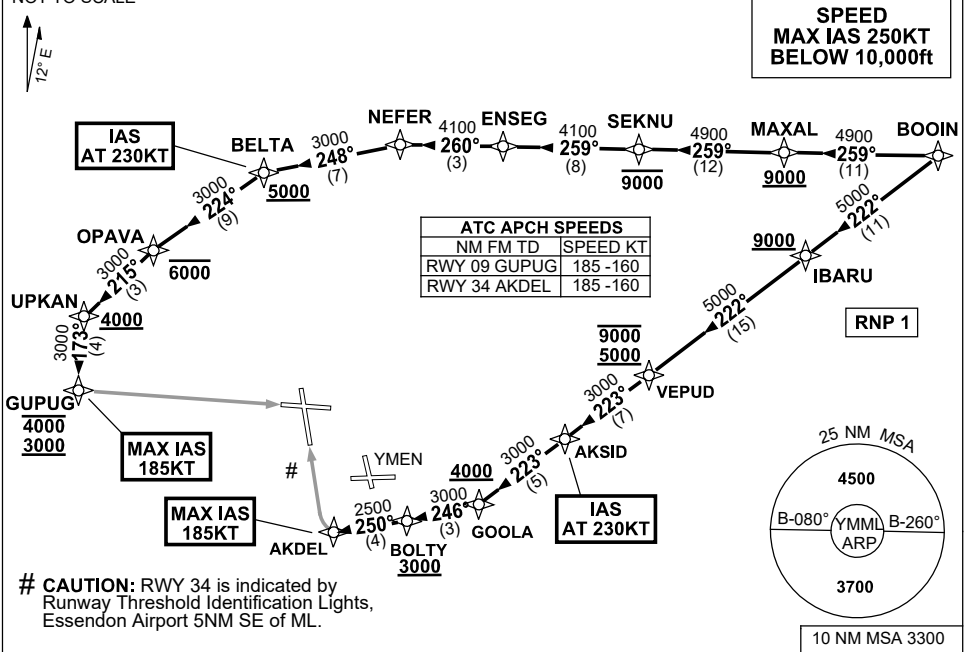 NOT TO SCALE
12° E
SPEED
MAX IAS 250KT
BELOW 10,000ft
IAS
AT 230KT
BELTA
5000
3000
248°
(7)
NEFER
4100
260°
(3)
ENSEG
4100
259°
(8)
SEKNU
9000
4900
259°
(12)
MAXAL
9000
4900
259°
(11)
BOOIN
3000
224°
(9)
OPAVA
6000
3000
215°
(3)
UPKAN
4000
3000
173°
(4)
GUPUG
4000
3000
MAX IAS
185KT
ATC APCH SPEEDS
NM FM TD SPEED KT
RWY 09 GUPUG 185 -160
RWY 34 AKDEL 185 -160
5000
222°
(11)
9000
IBARU
5000
222°
(15)
RNP 1
9000
5000
VEPUD
3000
223°
(7)
AKSID
IAS
AT 230KT
3000
223°
(5)
4000
GOOLA
3000
246°
(3)
BOLTY
3000
2500
250°
(4)
AKDEL
MAX IAS
185KT
#
YMEN
25 NM MSA
4500
B-080° YMML B-260°
ARP
3700
10 NM MSA 3300
# CAUTION: RWY 34 is indicated by
Runway Threshold Identification Lights,
Essendon Airport 5NM SE of ML.